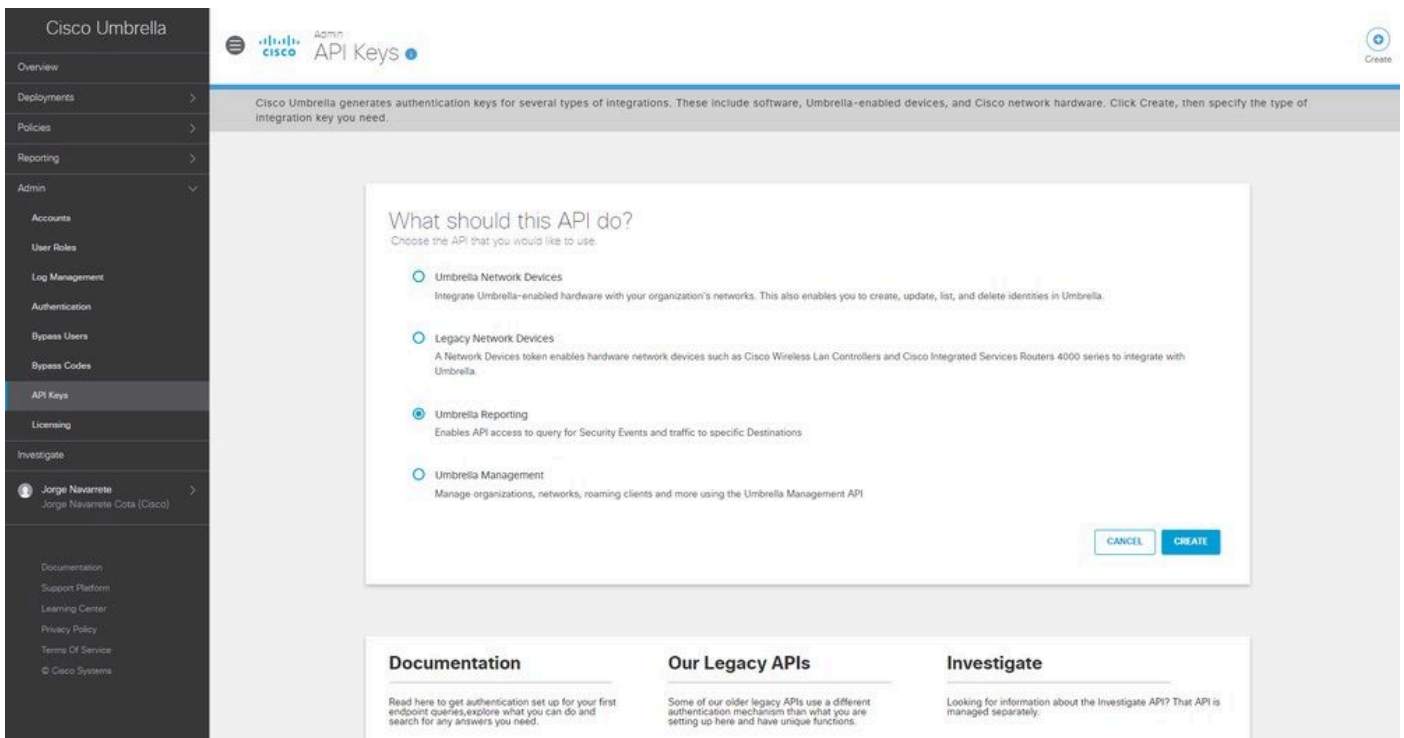 Cisco Umbrella
Overview
Deployments
Policies
Reporting
Admin
Accounts
User Roles
Log Management
Authentication
Bypass Users
Bypass Codes
API Keys
Licensing
Investigate
Jorge Navarrete
Jorge Navarrete Cota (Cisco)
Documentation
Support Platform
Learning Center
Privacy Policy
Terms Of Service
© Cisco Systems
CISCO
Admin
API Keys
Create
Cisco Umbrella generates authentication keys for several types of integrations. These include software, Umbrella-enabled devices, and Cisco network hardware. Click Create, then specify the type of
integration key you need.
What should this API do?
Choose the API that you would like to use.
Umbrella Network Devices
Integrate Umbrella-enabled hardware with your organization's networks. This also enables you to create, update, list, and delete identities in Umbrella.
Legacy Network Devices
A Network Devices token enables hardware network devices such as Cisco Wireless Lan Controllers and Cisco Integrated Services Routers 4000 series to integrate with
Umbrella.
Umbrella Reporting
Enables API access to query for Security Events and traffic to specific Destinations
Umbrella Management
Manage organizations, networks, roaming clients and more using the Umbrella Management API
CANCEL
CREATE
Documentation
Read here to get authentication set up for your first
endpoint queries,explore what you can do and
search for any answers you need.
Our Legacy APIs
Some of our older legacy APIs use a different
authentication mechanism than what you are
setting up here and have unique functions.
Investigate
Looking for information about the Investigate API? That API is
managed separately.